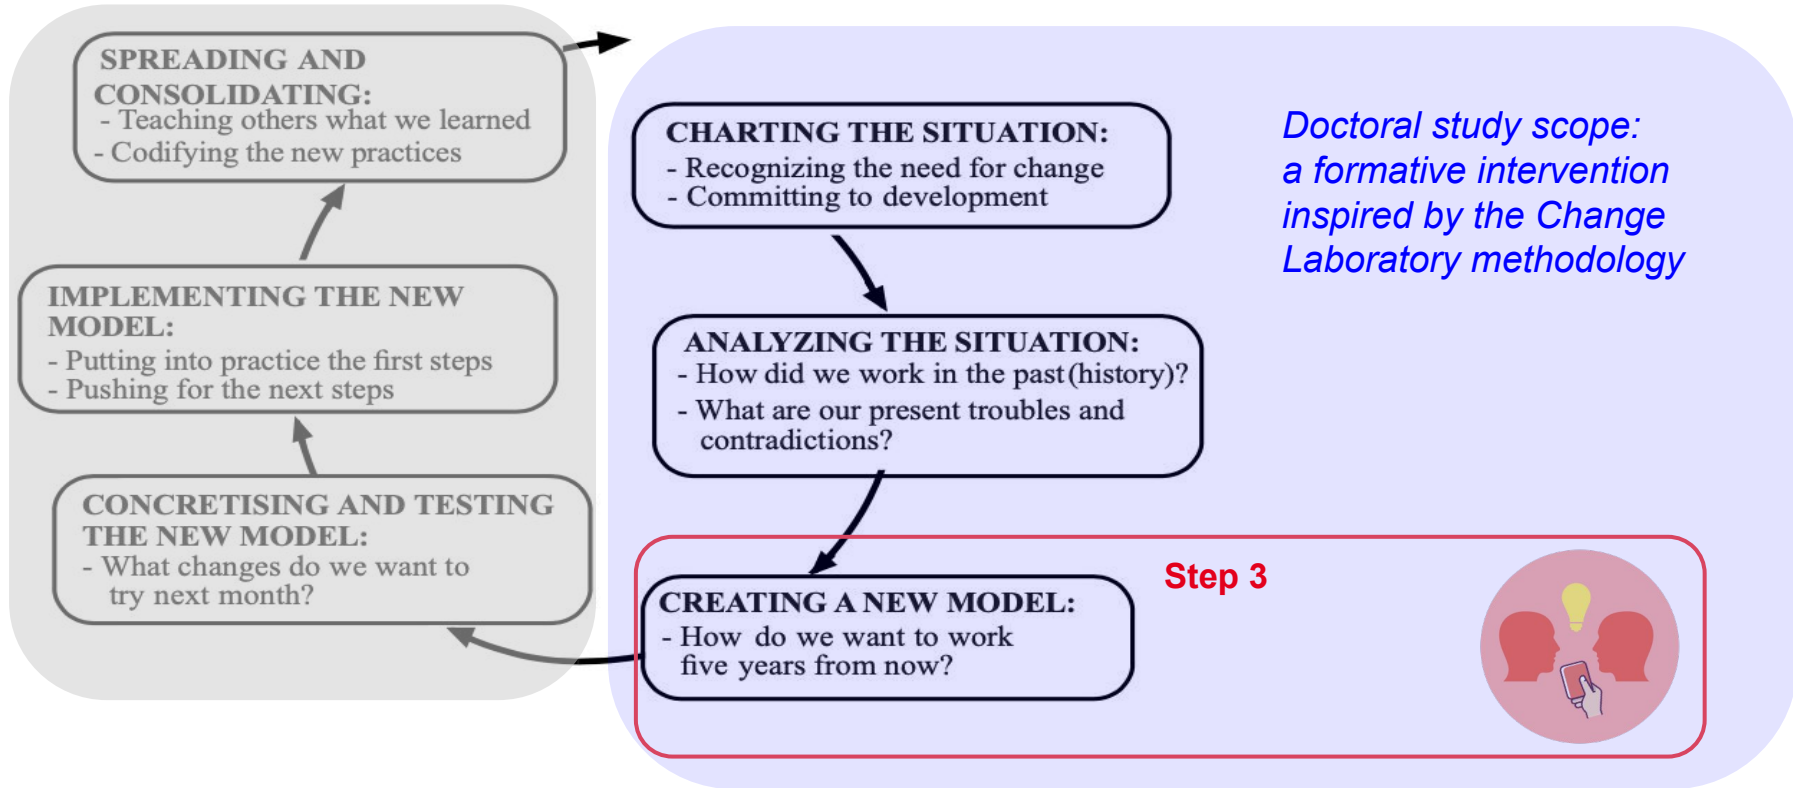 SPREADING AND
CONSOLIDATING:
- Teaching others what we learned
- Codifying the new practices
IMPLEMENTING THE NEW
MODEL:
- Putting into practice the first steps
- Pushing for the next steps
CONCRETISING AND TESTING
THE NEW MODEL:
- What changes do we want to
try next month?
CHARTING THE SITUATION:
- Recognizing the need for change
- Committing to development
ANALYZING THE SITUATION:
- How did we work in the past (history)?
- What are our present troubles and
contradictions?
CREATING A NEW MODEL:
- How do we want to work
five years from now?
Step 3
Doctoral study scope:
a formative intervention
inspired by the Change
Laboratory methodology